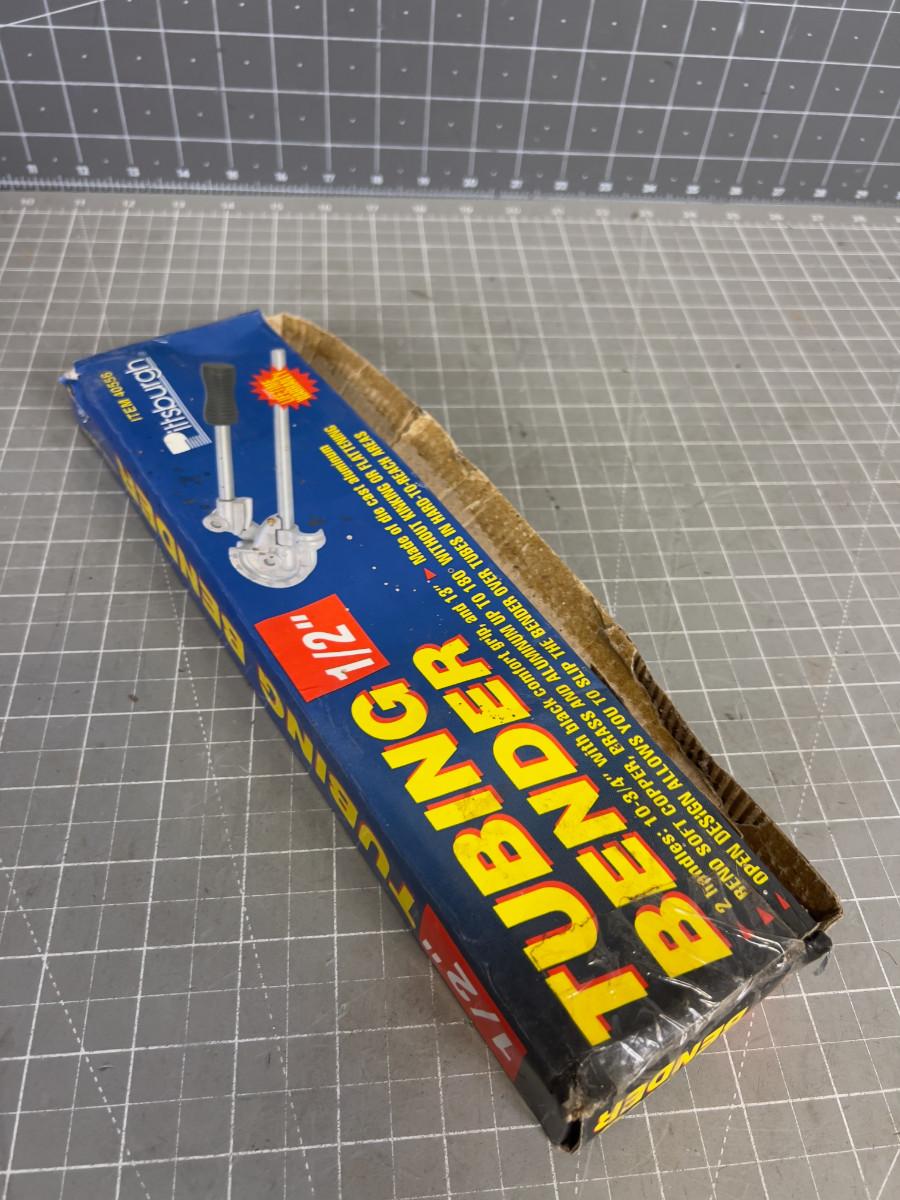 1/2"
TUBING
BENDER
2 handles: 10-3/4" with black comfort grip, and 13"
Made of die cast aluminum
BEND SOFT COPPER, BRASS AND ALUMINUM UP TO 180° WITHOUT KINKING OR FLATTENING
* OPEN DESIGN ALLOWS YOU TO SLIP THE BENDER OVER TUBES IN HARD-TO-REACH AREAS
LIFETIME
WARRANTY
Pittsburgh®
ITEM 40556
1/2"
TUBING BENDER
BENDER